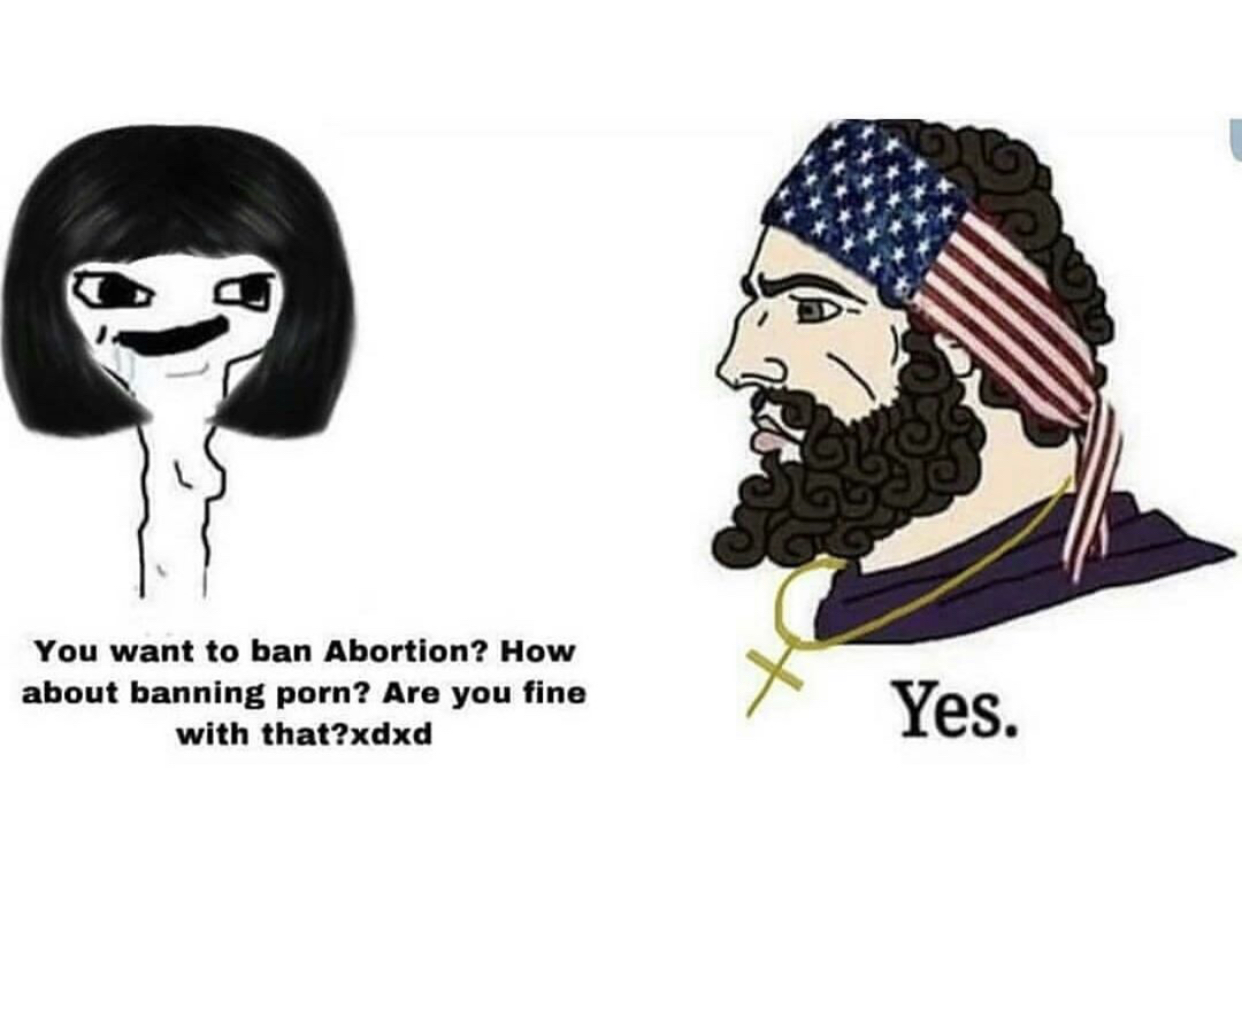 You want to ban Abortion? How
about banning porn? Are you fine
with that?xdxd
Yes.